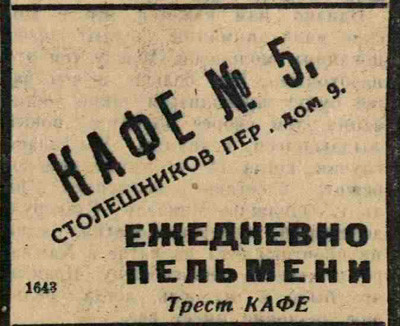 КАФЕ № 5.
СТОЛЕШНИКОВ ПЕР. ДОМ 9.
ЕЖЕДНЕВНО
ПЕЛЬМЕНИ
1643
Трест КАФЕ